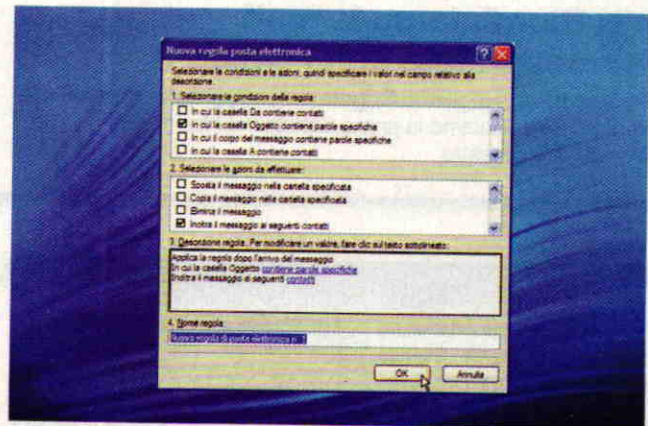 Nuova regola posta elettronica
Selezionare le condizioni e le azioni, quindi specificare i valori nel campo relativo alla
descrizione.
1. Selezionare le condizioni della regola:
In cui la casella Da contiene contatti
In cui la casella Oggetto contiene parole specifiche
In cui il corpo del messaggio contiene parole specifiche
In cui la casella A contiene contatti
2. Selezionare le azioni da effettuare:
Sposta il messaggio nella cartella specificata
Copia il messaggio nella cartella specificata
Elimina il messaggio
Inoltra il messaggio ai seguenti contatti
3. Descrizione regola. Per modificare un valore, fare clic sul testo sottolineato:
Applica la regola dopo l'arrivo del messaggio
In cui la casella Oggetto contiene parole specifiche
Inoltra il messaggio ai seguenti contatti
4. Nome regola:
Nuova regola di posta elettronica n. 1
OK
Annulla